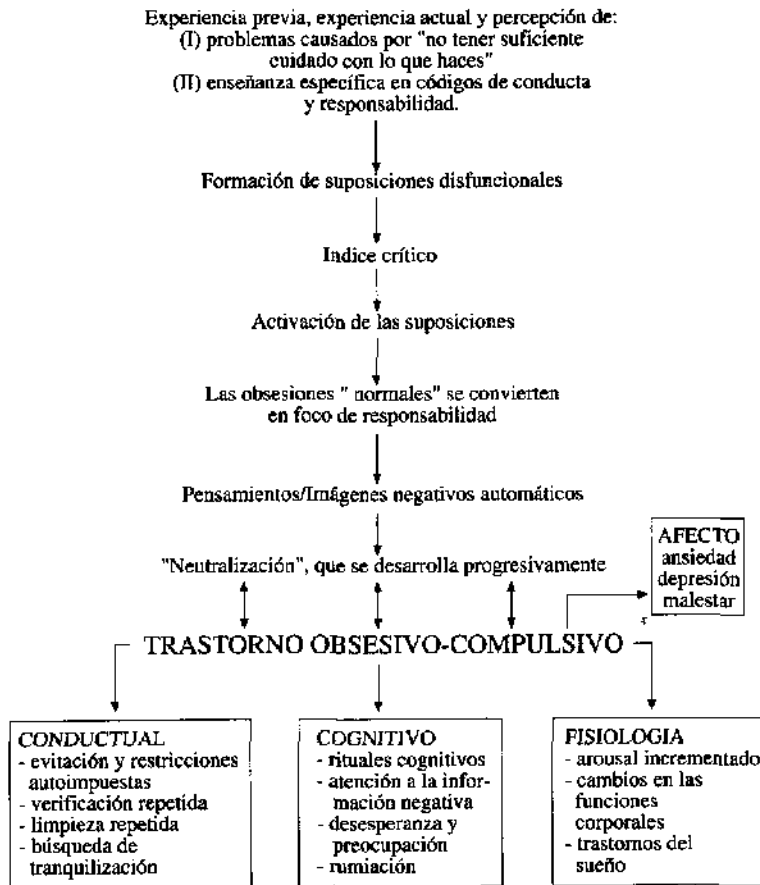 Experiencia previa, experiencia actual y percepción de:
(I) problemas causados por "no tener suficiente
cuidado con lo que haces"
(II) enseñanza específica en códigos de conducta
y responsabilidad.
Formación de suposiciones disfuncionales
Indice crítico
Activación de las suposiciones
Las obsesiones " normales" se convierten
en foco de responsabilidad
Pensamientos/Imágenes negativos automáticos
"Neutralización", que se desarrolla progresivamente
AFECTO
ansiedad
depresión
malestar
TRASTORNO OBSESIVO-COMPULSIVO
CONDUCTUAL
- evitación y restricciones
autoimpuestas
- verificación repetida
- limpieza repetida
- búsqueda de
tranquilización
COGNITIVO
- rituales cognitivos
- atención a la infor-
mación negativa
- desesperanza y
preocupación
- rumiación
FISIOLOGIA
- arousal incrementado
- cambios en las
funciones
corporales
- trastornos del
sueño